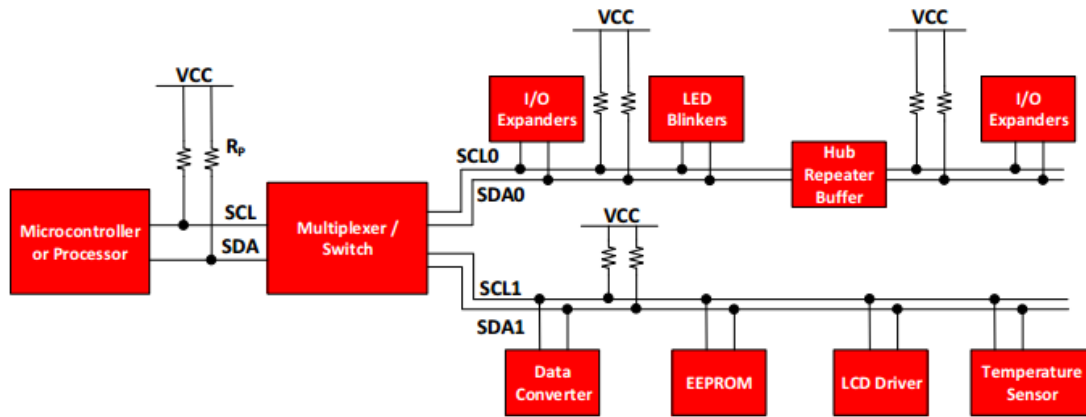 VCC
VCC
VCC
I/O
Expanders
LED
Blinkers
I/O
Expanders
RP
SCL0
SDA0
Hub
Repeater
Buffer
Microcontroller
or Processor
SCL
SDA
Multiplexer /
Switch
VCC
SCL1
SDA1
Data
Converter
EEPROM
LCD Driver
Temperature
Sensor